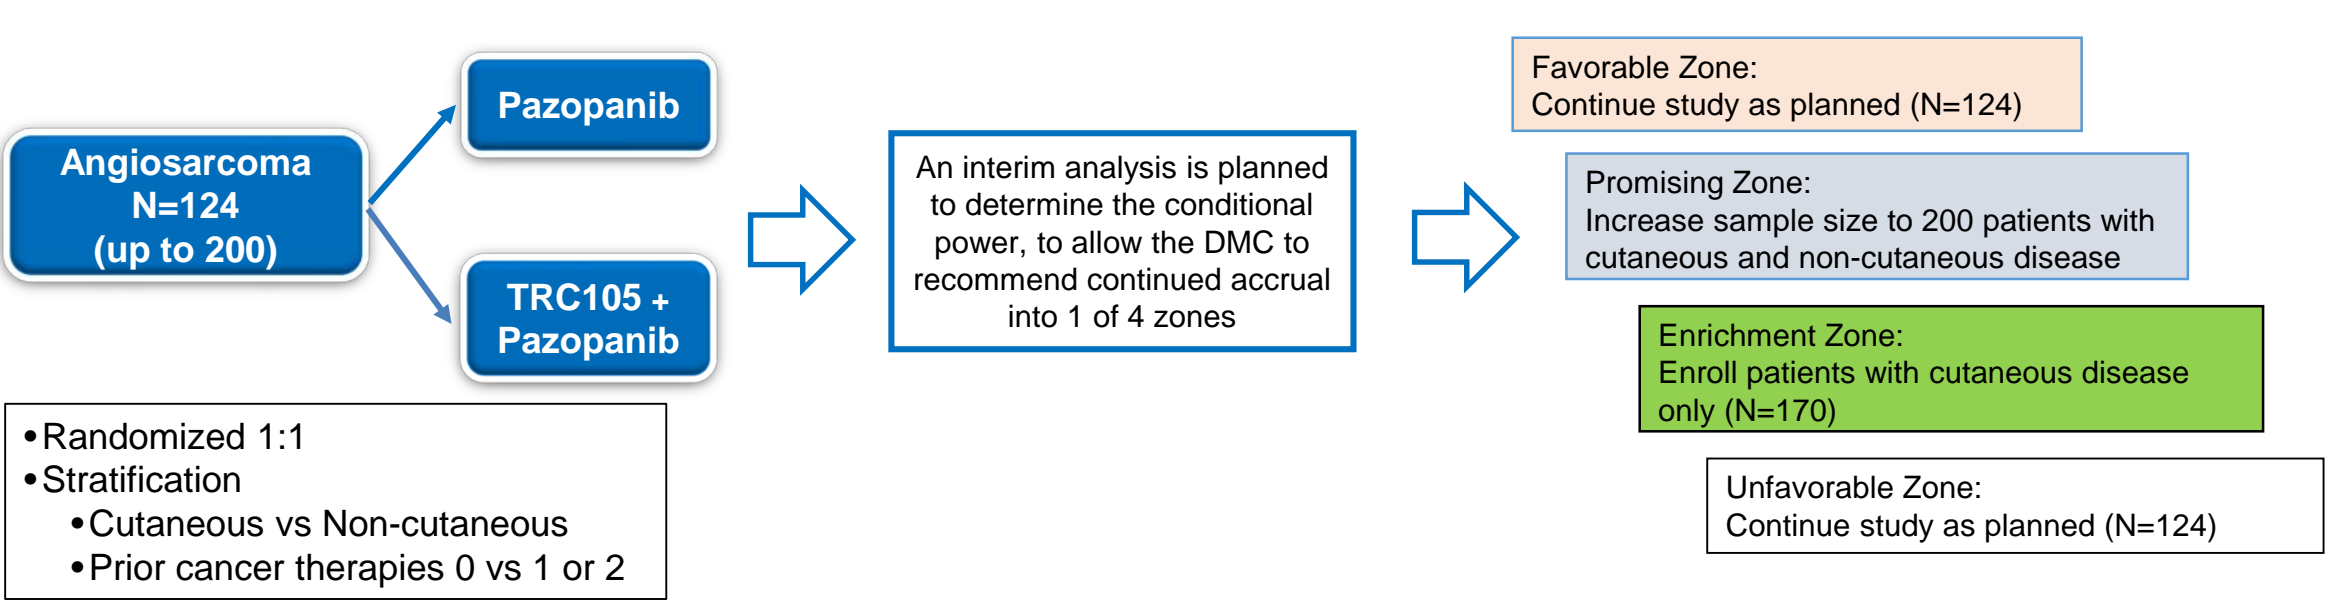 Angiosarcoma
N=124
(up to 200)
Pazopanib
TRC105 +
Pazopanib
•Randomized 1:1
•Stratification
•Cutaneous vs Non-cutaneous
•Prior cancer therapies 0 vs 1 or 2
An interim analysis is planned
to determine the conditional
power, to allow the DMC to
recommend continued accrual
into 1 of 4 zones
Favorable Zone:
Continue study as planned (N=124)
Promising Zone:
Increase sample size to 200 patients with
cutaneous and non-cutaneous disease
Enrichment Zone:
Enroll patients with cutaneous disease
only (N=170)
Unfavorable Zone:
Continue study as planned (N=124)